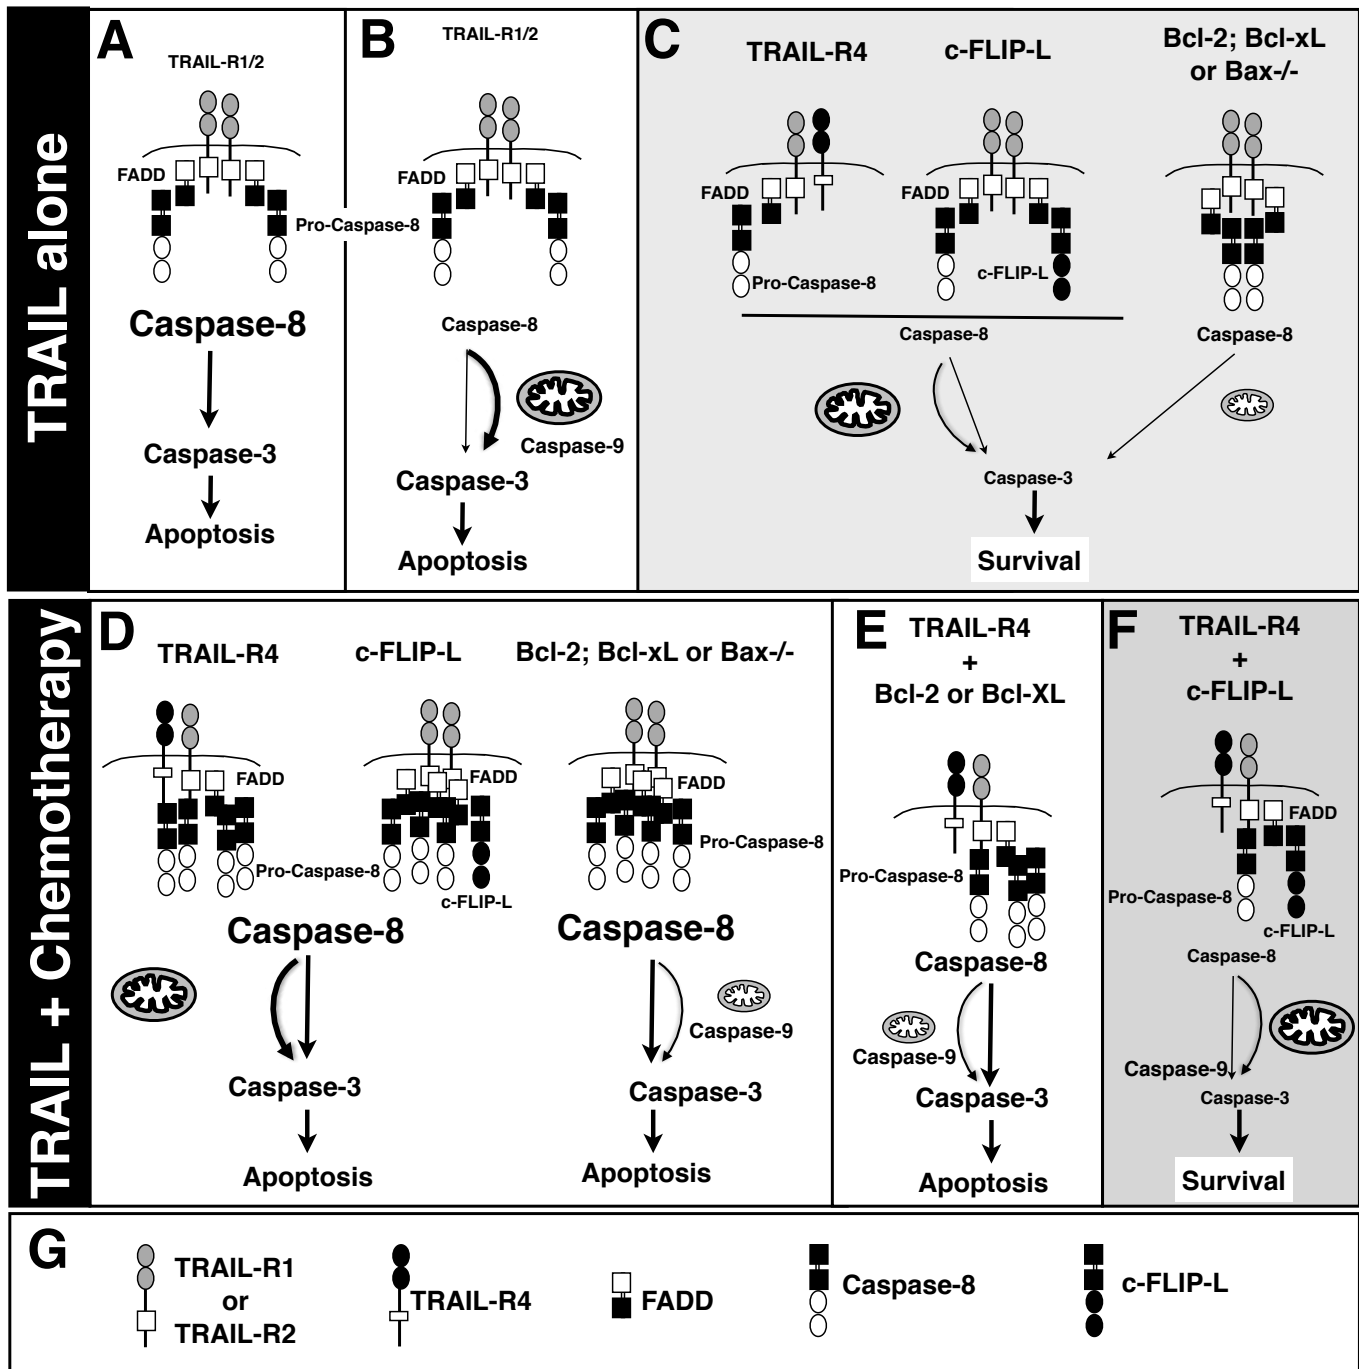 TRAIL alone
A
TRAIL-R1/2
FADD
Pro-Caspase-8
Caspase-8
Caspase-3
Apoptosis
B
TRAIL-R1/2
FADD
Caspase-8
Caspase-9
Caspase-3
Apoptosis
C
TRAIL-R4
c-FLIP-L
Bcl-2; Bcl-xL
or Bax-/-
FADD
FADD
Pro-Caspase-8
c-FLIP-L
Caspase-8
Caspase-8
Caspase-3
Survival
TRAIL + Chemotherapy
D
TRAIL-R4
c-FLIP-L
Bcl-2; Bcl-xL or Bax-/-
FADD
FADD
FADD
Pro-Caspase-8
Pro-Caspase-8
c-FLIP-L
Caspase-8
Caspase-8
Caspase-9
Caspase-3
Caspase-3
Apoptosis
Apoptosis
E
TRAIL-R4
+
Bcl-2 or Bcl-XL
Pro-Caspase-8
Caspase-8
Caspase-9
Caspase-3
Apoptosis
F
TRAIL-R4
+
c-FLIP-L
FADD
Pro-Caspase-8
c-FLIP-L
Caspase-8
Caspase-9
Caspase-3
Survival
G
TRAIL-R1
or
TRAIL-R2
TRAIL-R4
FADD
Caspase-8
c-FLIP-L